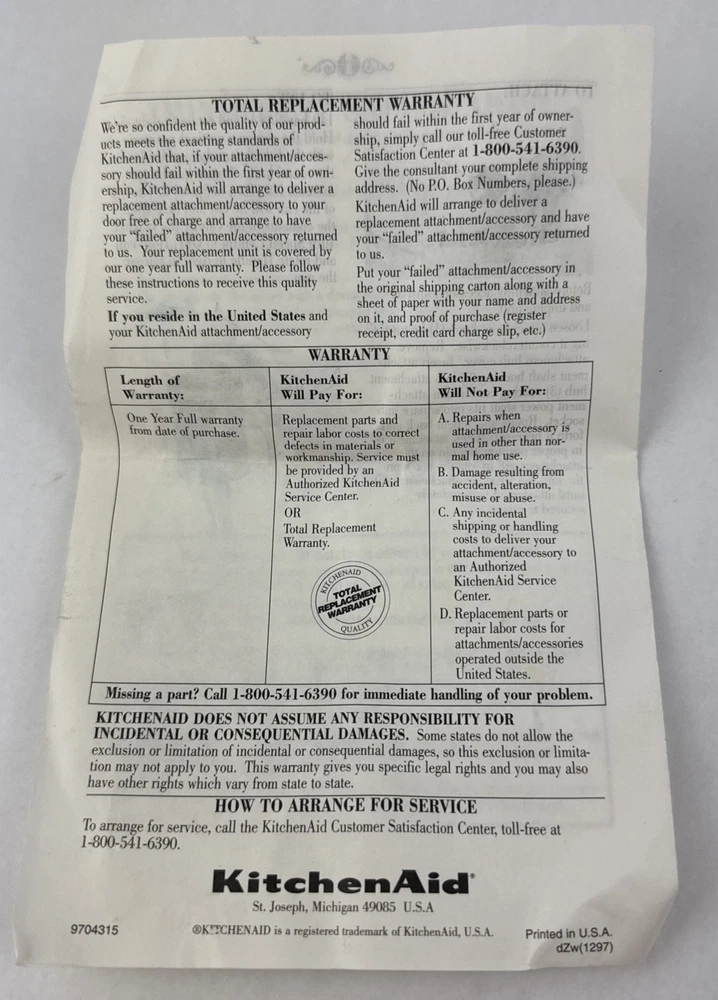 TOTAL REPLACEMENT WARRANTY
We're so confident the quality of our prod-
ucts meets the exacting standards of
KitchenAid that, if your attachment/acces-
sory should fail within the first year of own-
ership, KitchenAid will arrange to deliver a
replacement attachment/accessory to your
door free of charge and arrange to have
your "failed" attachment/accessory returned
to us. Your replacement unit is covered by
our one year full warranty. Please follow
these instructions to receive this quality
service.
If you reside in the United States and
your KitchenAid attachment/accessory
should fail within the first year of owner-
ship, simply call our toll-free Customer
Satisfaction Center at 1-800-541-6390.
Give the consultant your complete shipping
address. (No P.O. Box Numbers, please.)
KitchenAid will arrange to deliver a
replacement attachment/accessory and have
your "failed" attachment/accessory returned
to us.
Put your "failed" attachment/accessory in
the original shipping carton along with a
sheet of paper with your name and address
on it, and proof of purchase (register
receipt, credit card charge slip, etc.)
WARRANTY
Length of
Warranty:
One Year Full warranty
from date of purchase.
KitchenAid
Will Pay For:
Replacement parts and
repair labor costs to correct
defects in materials or
workmanship. Service must
be provided by an
Authorized KitchenAid
Service Center.
OR
Total Replacement
Warranty.
KITCHENAID
TOTAL
REPLACEMENT
WARRANTY
QUALITY
KitchenAid
Will Not Pay For:
A. Repairs when
attachment/accessory is
used in other than nor-
mal home use.
B. Damage resulting from
accident, alteration,
misuse or abuse.
C. Any incidental
shipping or handling
costs to deliver your
attachment/accessory to
an Authorized
KitchenAid Service
Center.
D. Replacement parts or
repair labor costs for
attachments/accessories
operated outside the
United States.
Missing a part? Call 1-800-541-6390 for immediate handling of your problem.
KITCHENAID DOES NOT ASSUME ANY RESPONSIBILITY FOR
INCIDENTAL OR CONSEQUENTIAL DAMAGES. Some states do not allow the
exclusion or limitation of incidental or consequential damages, so this exclusion or limita-
tion may not apply to you. This warranty gives you specific legal rights and you may also
have other rights which vary from state to state.
HOW TO ARRANGE FOR SERVICE
To arrange for service, call the KitchenAid Customer Satisfaction Center, toll-free at
1-800-541-6390.
KitchenAid®
St. Joseph, Michigan 49085 U.S.A
9704315
®KITCHENAID is a registered trademark of KitchenAid, U.S.A.
Printed in U.S.A.
dZw(1297)